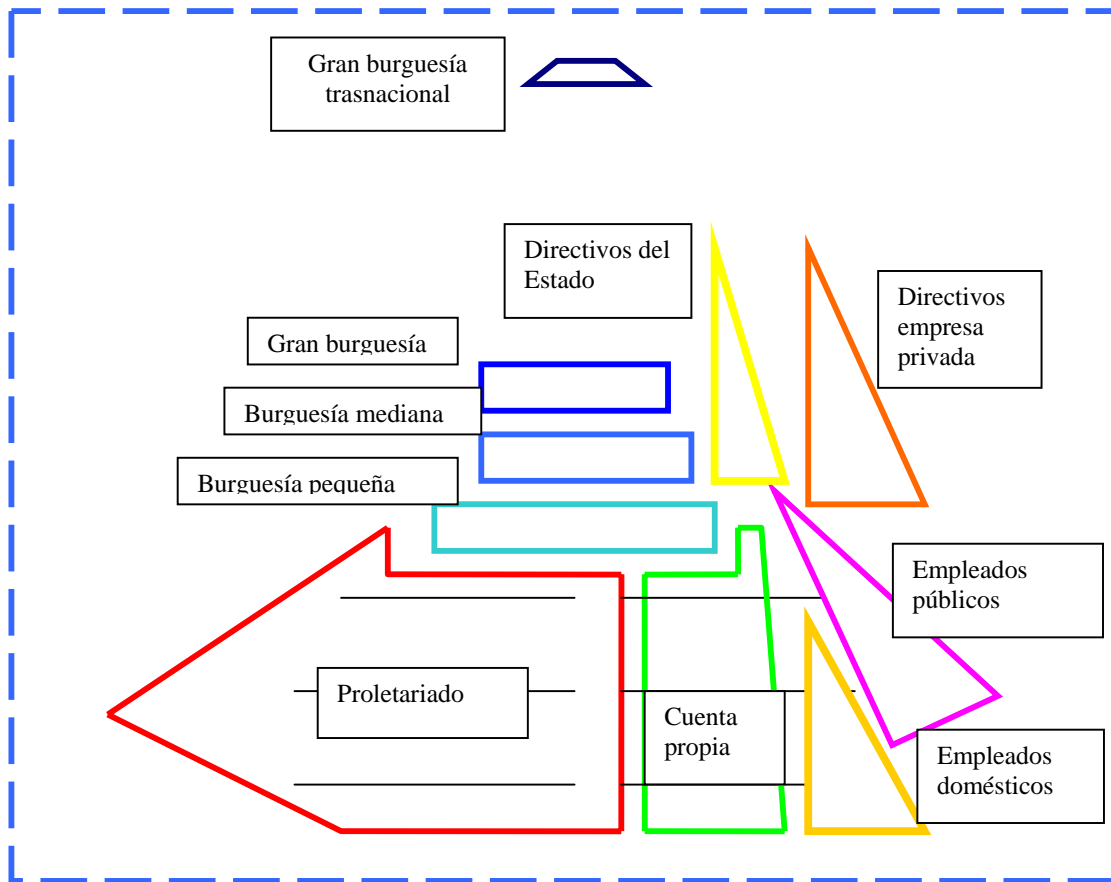 Gran burguesía
trasnacional
Directivos del
Estado
Directivos
empresa
privada
Gran burguesía
Burguesía mediana
Burguesía pequeña
Empleados
públicos
Proletariado
Cuenta
propia
Empleados
domésticos